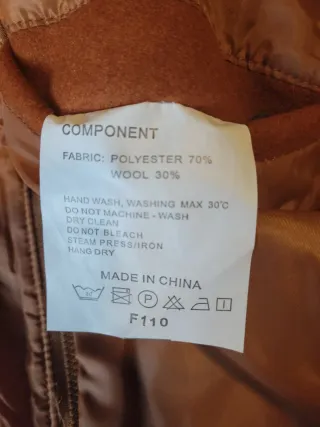 COMPONENT
FABRIC: POLYESTER 70%
WOOL 30%
HAND WASH, WASHING MAX 30℃
DO NOT MACHINE - WASH
DRY CLEAN
DO NOT BLEACH
STEAM PRESS/IRON
HANG DRY
MADE IN CHINA
P
F110